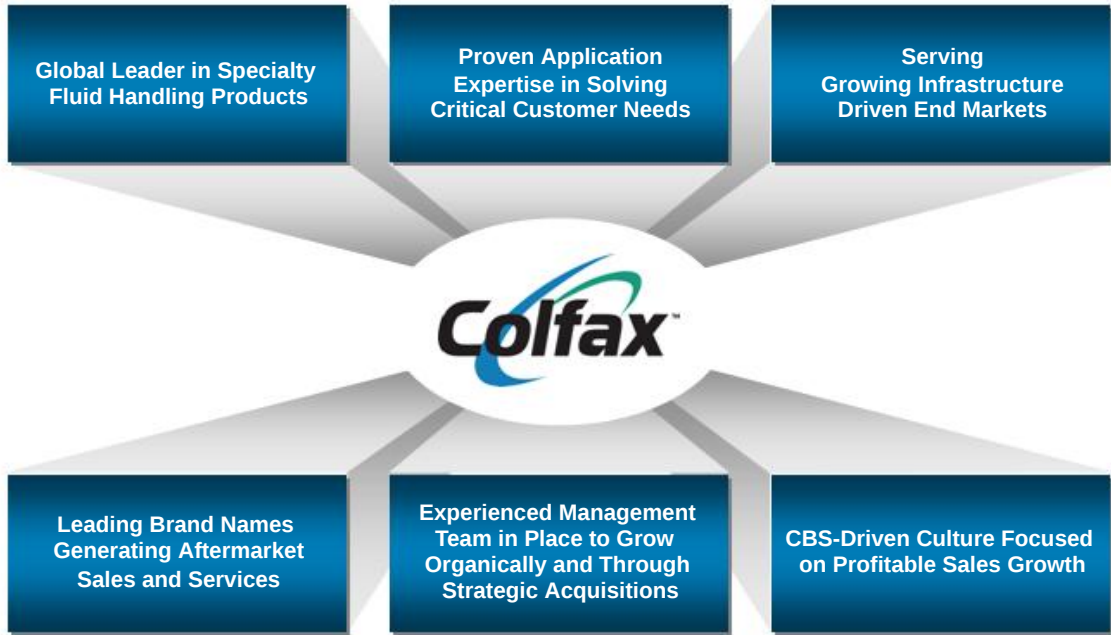 Global Leader in Specialty
Fluid Handling Products
Proven Application
Expertise in Solving
Critical Customer Needs
Serving
Growing Infrastructure
Driven End Markets
Colfax™
Leading Brand Names
Generating Aftermarket
Sales and Services
Experienced Management
Team in Place to Grow
Organically and Through
Strategic Acquisitions
CBS-Driven Culture Focused
on Profitable Sales Growth